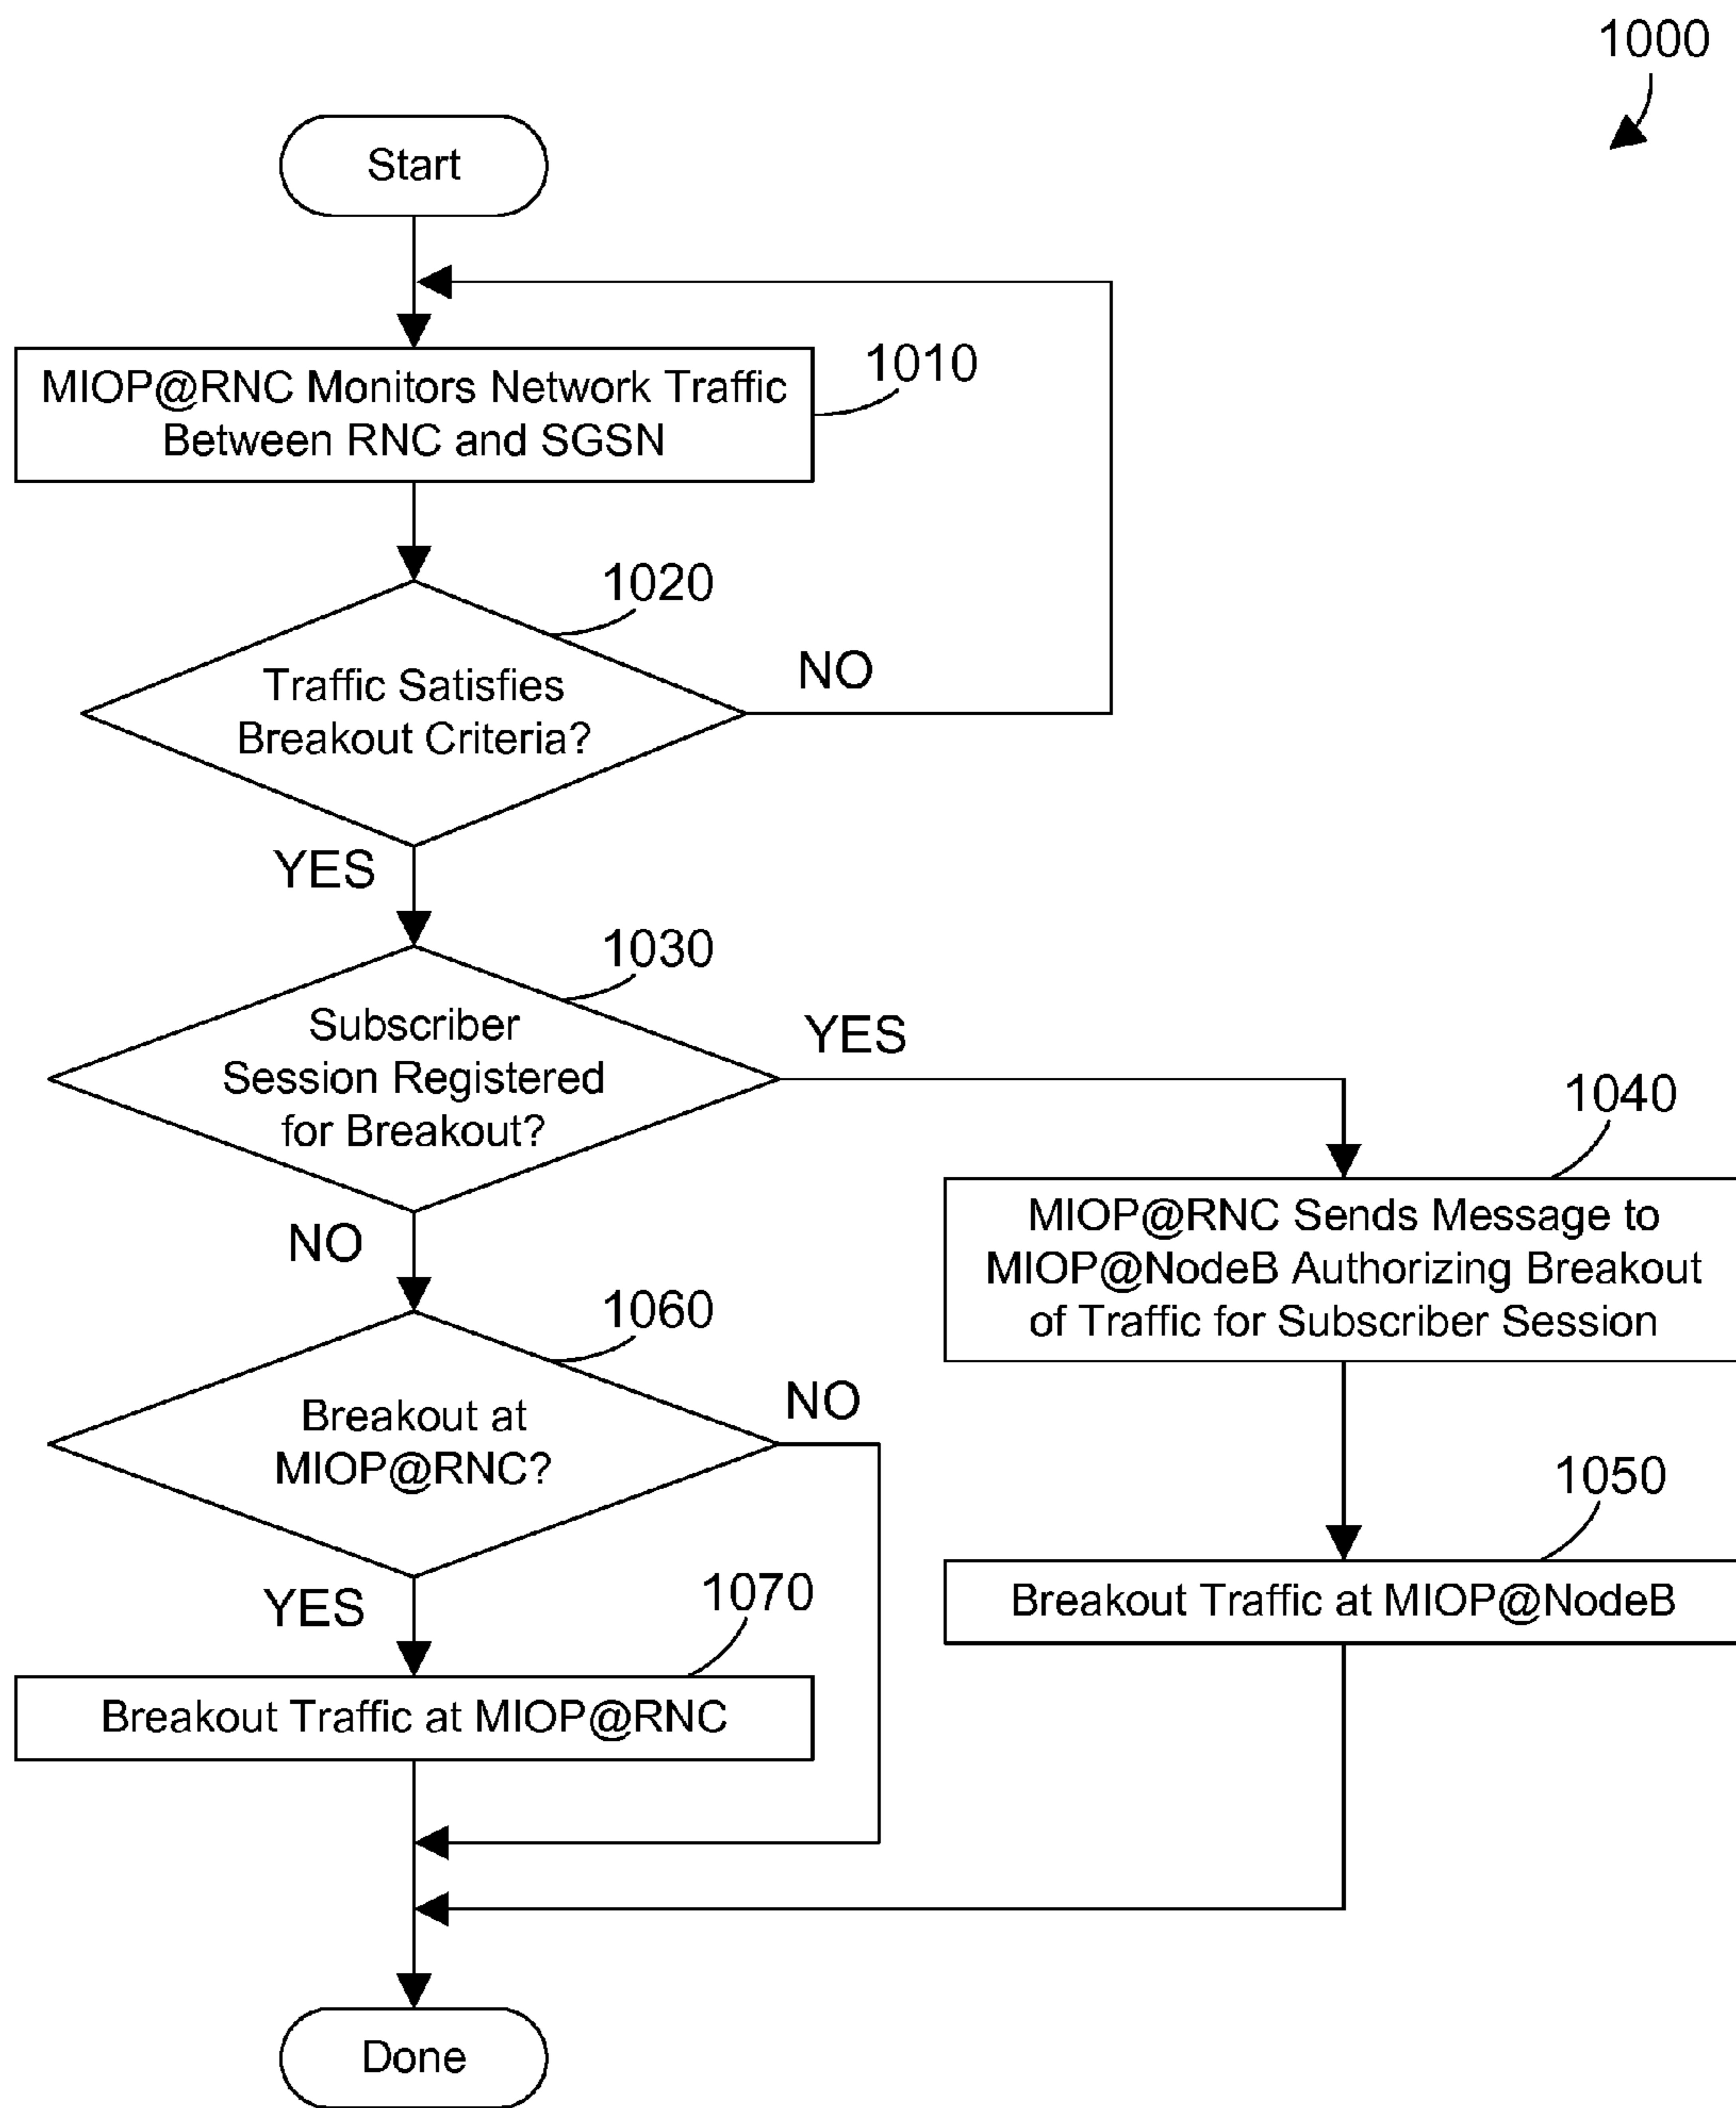 1000
Start
MIOP@RNC Monitors Network Traffic
Between RNC and SGSN
1010
1020
Traffic Satisfies
Breakout Criteria?
NO
YES
1030
Subscriber
Session Registered
for Breakout?
YES
NO
1040
MIOP@RNC Sends Message to
MIOP@NodeB Authorizing Breakout
of Traffic for Subscriber Session
1060
Breakout at
MIOP@RNC?
NO
YES
1050
Breakout Traffic at MIOP@NodeB
1070
Breakout Traffic at MIOP@RNC
Done